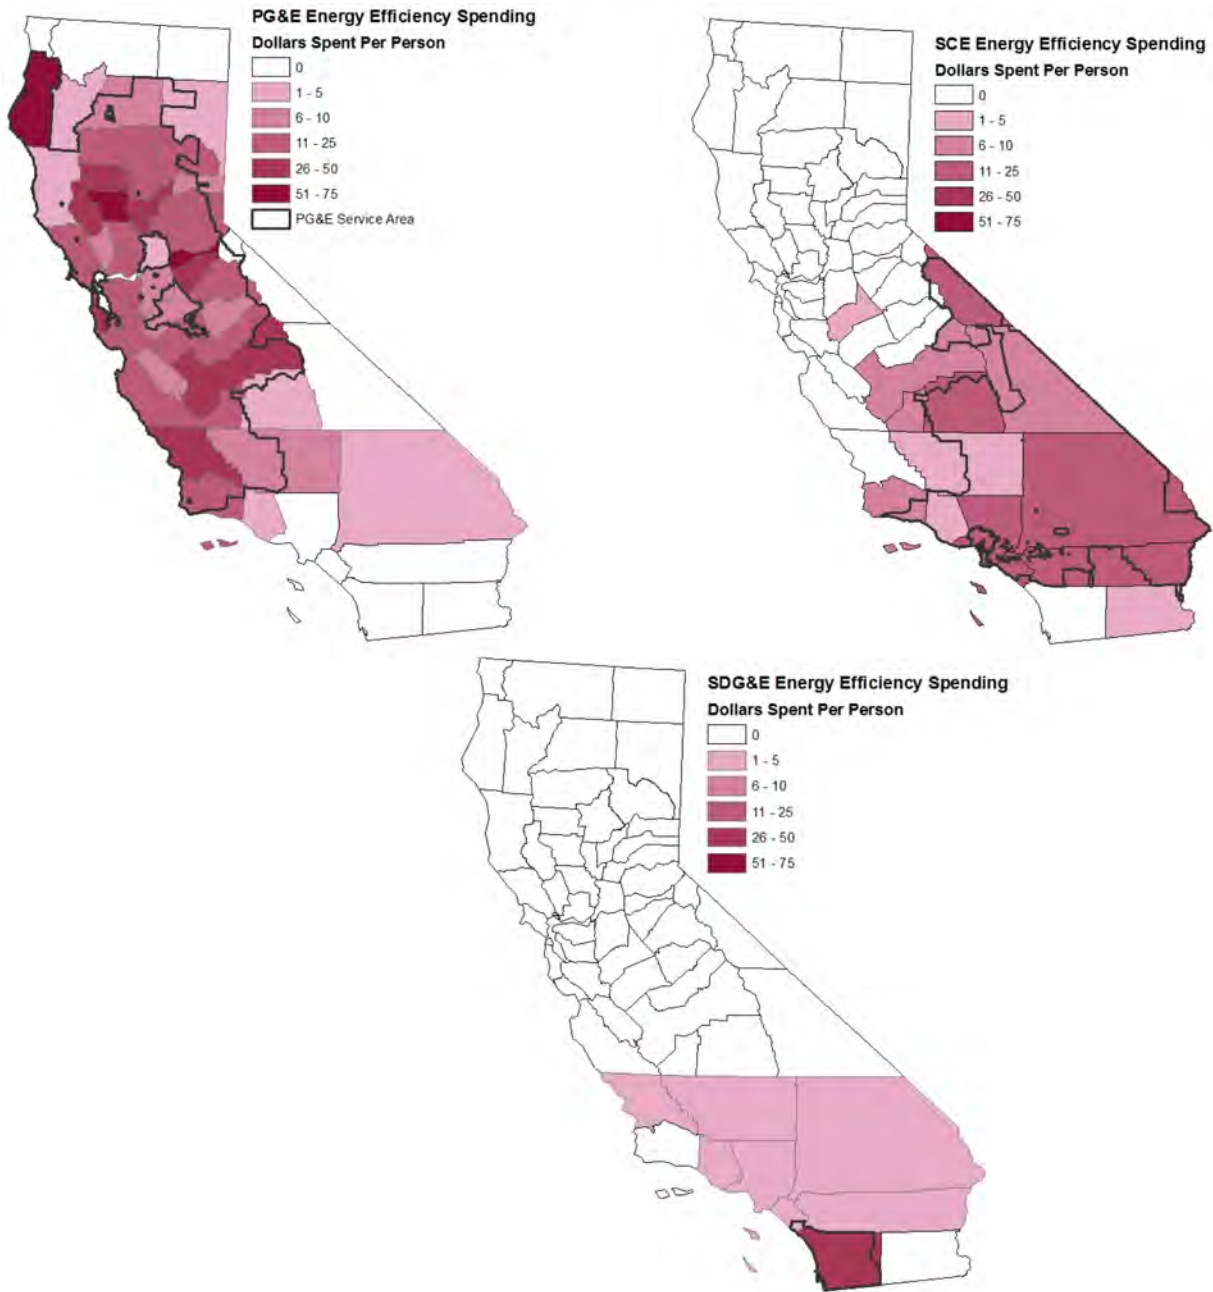 PG&E Energy Efficiency Spending
Dollars Spent Per Person
0
1 - 5
6 - 10
11 - 25
26 - 50
51 - 75
PG&E Service Area
SCE Energy Efficiency Spending
Dollars Spent Per Person
0
1 - 5
6 - 10
11 - 25
26 - 50
51 - 75
SDG&E Energy Efficiency Spending
Dollars Spent Per Person
0
1 - 5
6 - 10
11 - 25
26 - 50
51 - 75